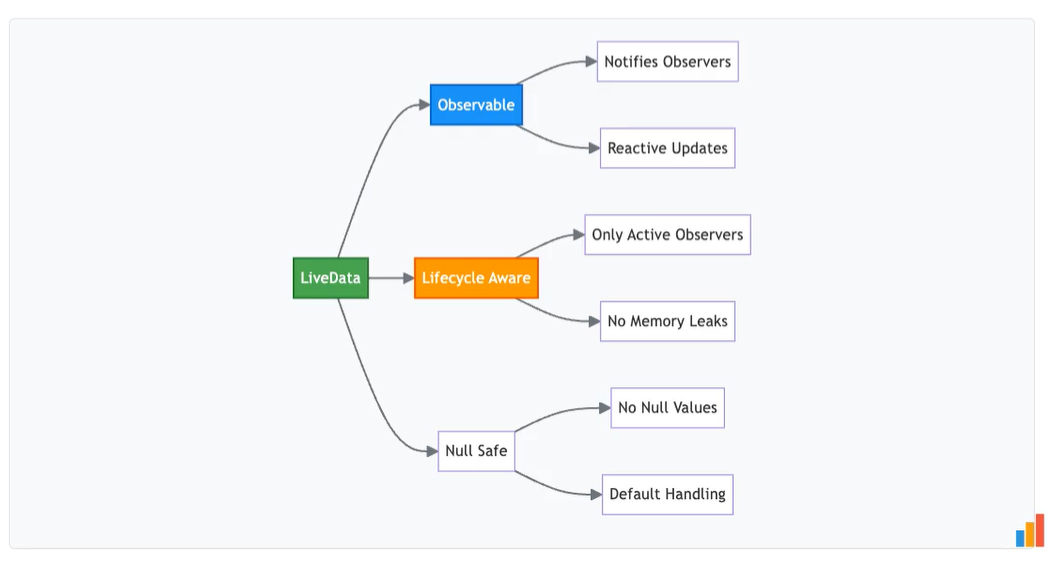 Notifies Observers
Observable
Reactive Updates
Only Active Observers
LiveData
Lifecycle Aware
No Memory Leaks
No Null Values
Null Safe
Default Handling